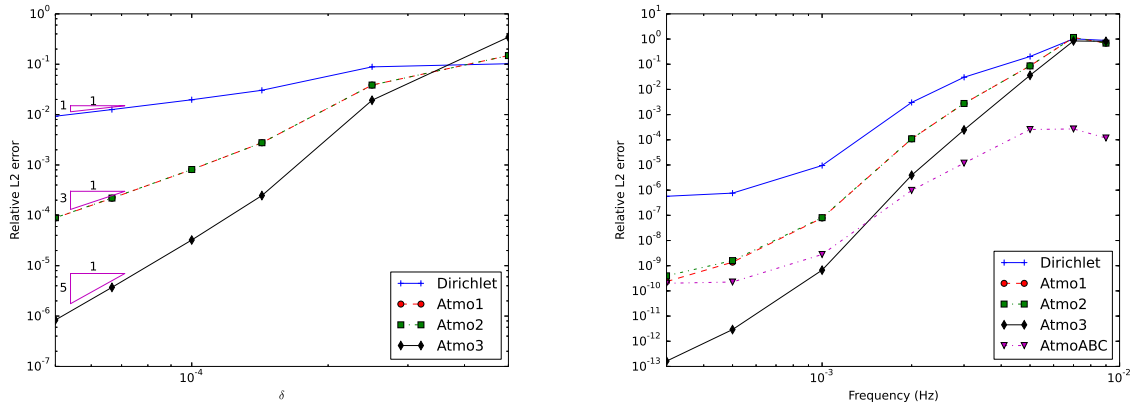 10^0
10^-1
10^-2
10^-3
10^-4
10^-5
10^-6
10^-7
Relative L2 error
1
1
1
3
1
5
Dirichlet
Atmo1
Atmo2
Atmo3
10^-4
δ
10^1
10^0
10^-1
10^-2
10^-3
10^-4
10^-5
10^-6
10^-7
10^-8
10^-9
10^-10
10^-11
10^-12
10^-13
Relative L2 error
Dirichlet
Atmo1
Atmo2
Atmo3
AtmoABC
10^-3
10^-2
Frequency (Hz)